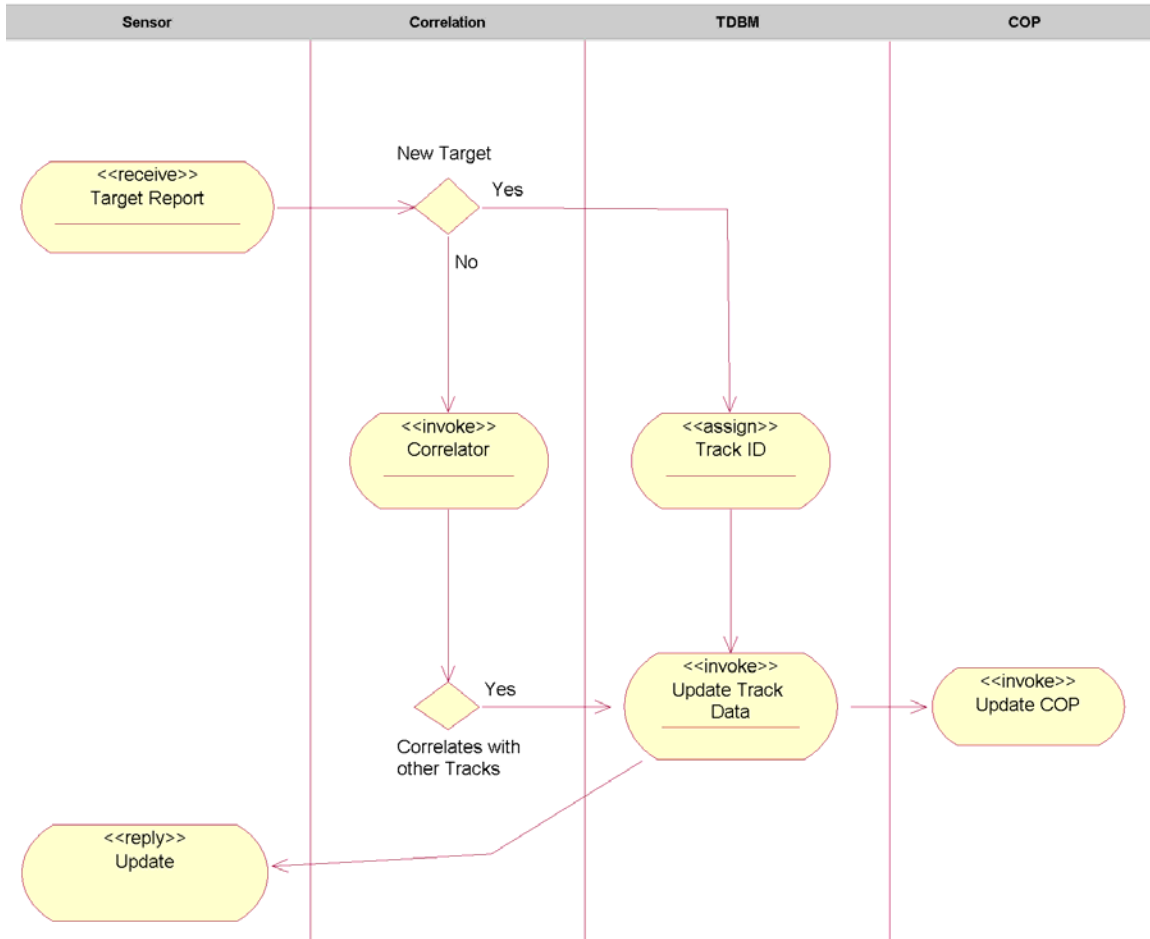 Sensor
Correlation
TDBM
COP
New Target
<<receive>>
Target Report
Yes
No
<<invoke>>
Correlator
<<assign>>
Track ID
Yes
Correlates with
other Tracks
<<invoke>>
Update Track
Data
<<invoke>>
Update COP
<<reply>>
Update